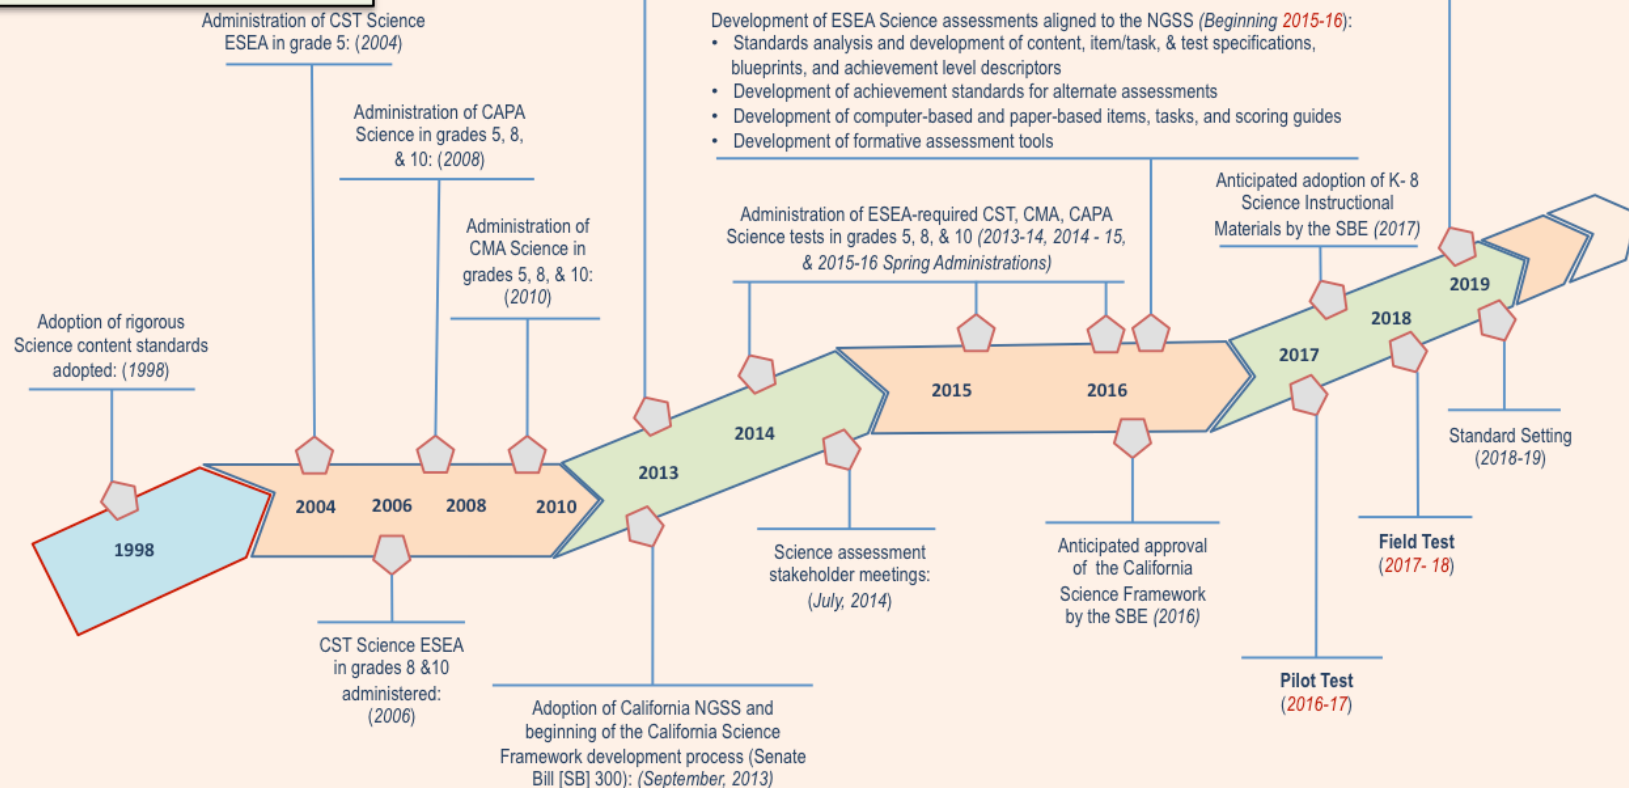 Administration of CST Science
ESEA in grade 5: (2004)
Development of ESEA Science assessments aligned to the NGSS (Beginning 2015-16):
• Standards analysis and development of content, item/task, & test specifications,
blueprints, and achievement level descriptors
• Development of achievement standards for alternate assessments
• Development of computer-based and paper-based items, tasks, and scoring guides
• Development of formative assessment tools
Administration of CAPA
Science in grades 5, 8,
& 10: (2008)
Administration of
CMA Science in
grades 5, 8, & 10:
(2010)
Administration of ESEA-required CST, CMA, CAPA
Science tests in grades 5, 8, & 10 (2013-14, 2014 - 15,
& 2015-16 Spring Administrations)
Anticipated adoption of K- 8
Science Instructional
Materials by the SBE (2017)
Adoption of rigorous
Science content standards
adopted: (1998)
1998
2004
2006
2008
2010
2013
2014
2015
2016
2017
2018
2019
CST Science ESEA
in grades 8 &10
administered:
(2006)
Adoption of California NGSS and
beginning of the California Science
Framework development process (Senate
Bill [SB] 300): (September, 2013)
Science assessment
stakeholder meetings:
(July, 2014)
Anticipated approval
of the California
Science Framework
by the SBE (2016)
Pilot Test
(2016-17)
Field Test
(2017- 18)
Standard Setting
(2018-19)